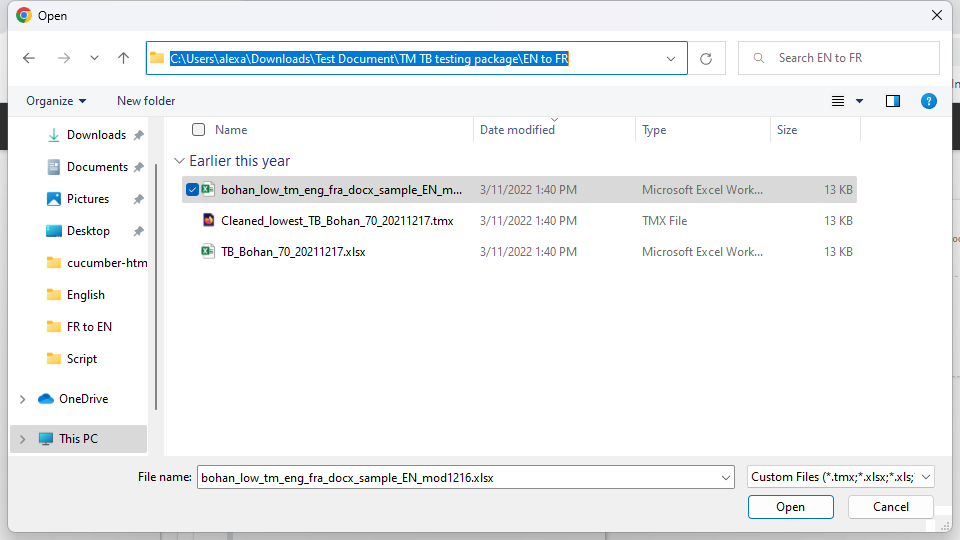 Open
C:\Users\alexa\Downloads\Test Document\TM TB testing package\EN to FR
Search EN to FR
Organize
New folder
?
Name
Date modified
Type
Size
Downloads
Documents
Pictures
Desktop
cucumber-htm
English
FR to EN
Script
OneDrive
This PC
Earlier this year
bohan_low_tm_eng_fra_docx_sample_EN_m... 3/11/2022 1:40 PM Microsoft Excel Work... 13 KB
Cleaned_lowest_TB_Bohan_70_20211217.tmx 3/11/2022 1:40 PM TMX File 13 KB
TB_Bohan_70_20211217.xlsx 3/11/2022 1:40 PM Microsoft Excel Work... 13 KB
File name:
bohan_low_tm_eng_fra_docx_sample_EN_mod1216.xlsx
Custom Files (*.tmx;*.xlsx;*.xls;
Open
Cancel